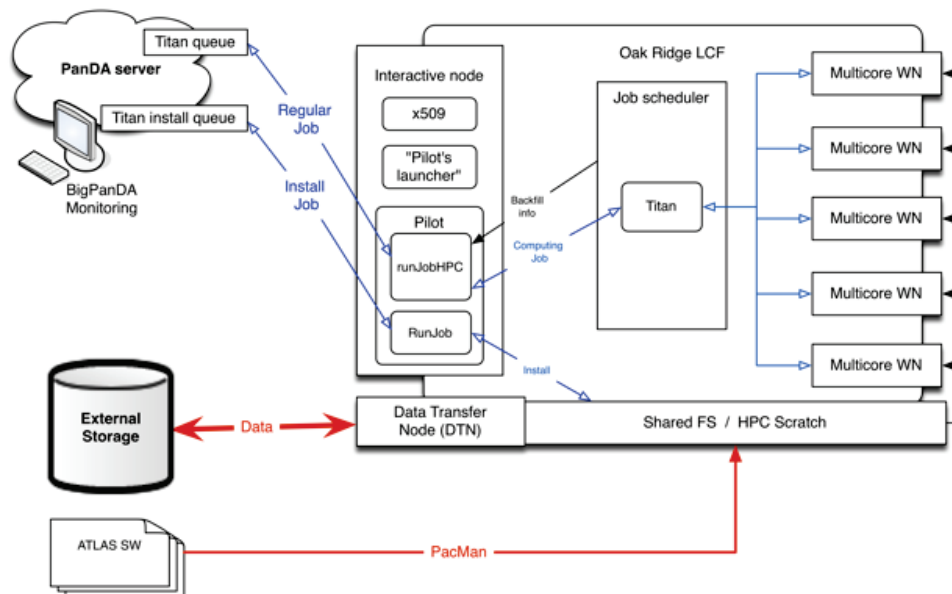 Titan queue
PanDA server
Titan install queue
BigPanDA
Monitoring
Regular
Job
Install
Job
Interactive node
x509
"Pilot's
launcher"
Pilot
runJobHPC
RunJob
Oak Ridge LCF
Job scheduler
Titan
Backfill
info
Computing
Job
Install
Multicore WN
Multicore WN
Multicore WN
Multicore WN
Multicore WN
External
Storage
Data
Data Transfer
Node (DTN)
Shared FS / HPC Scratch
ATLAS SW
PacMan